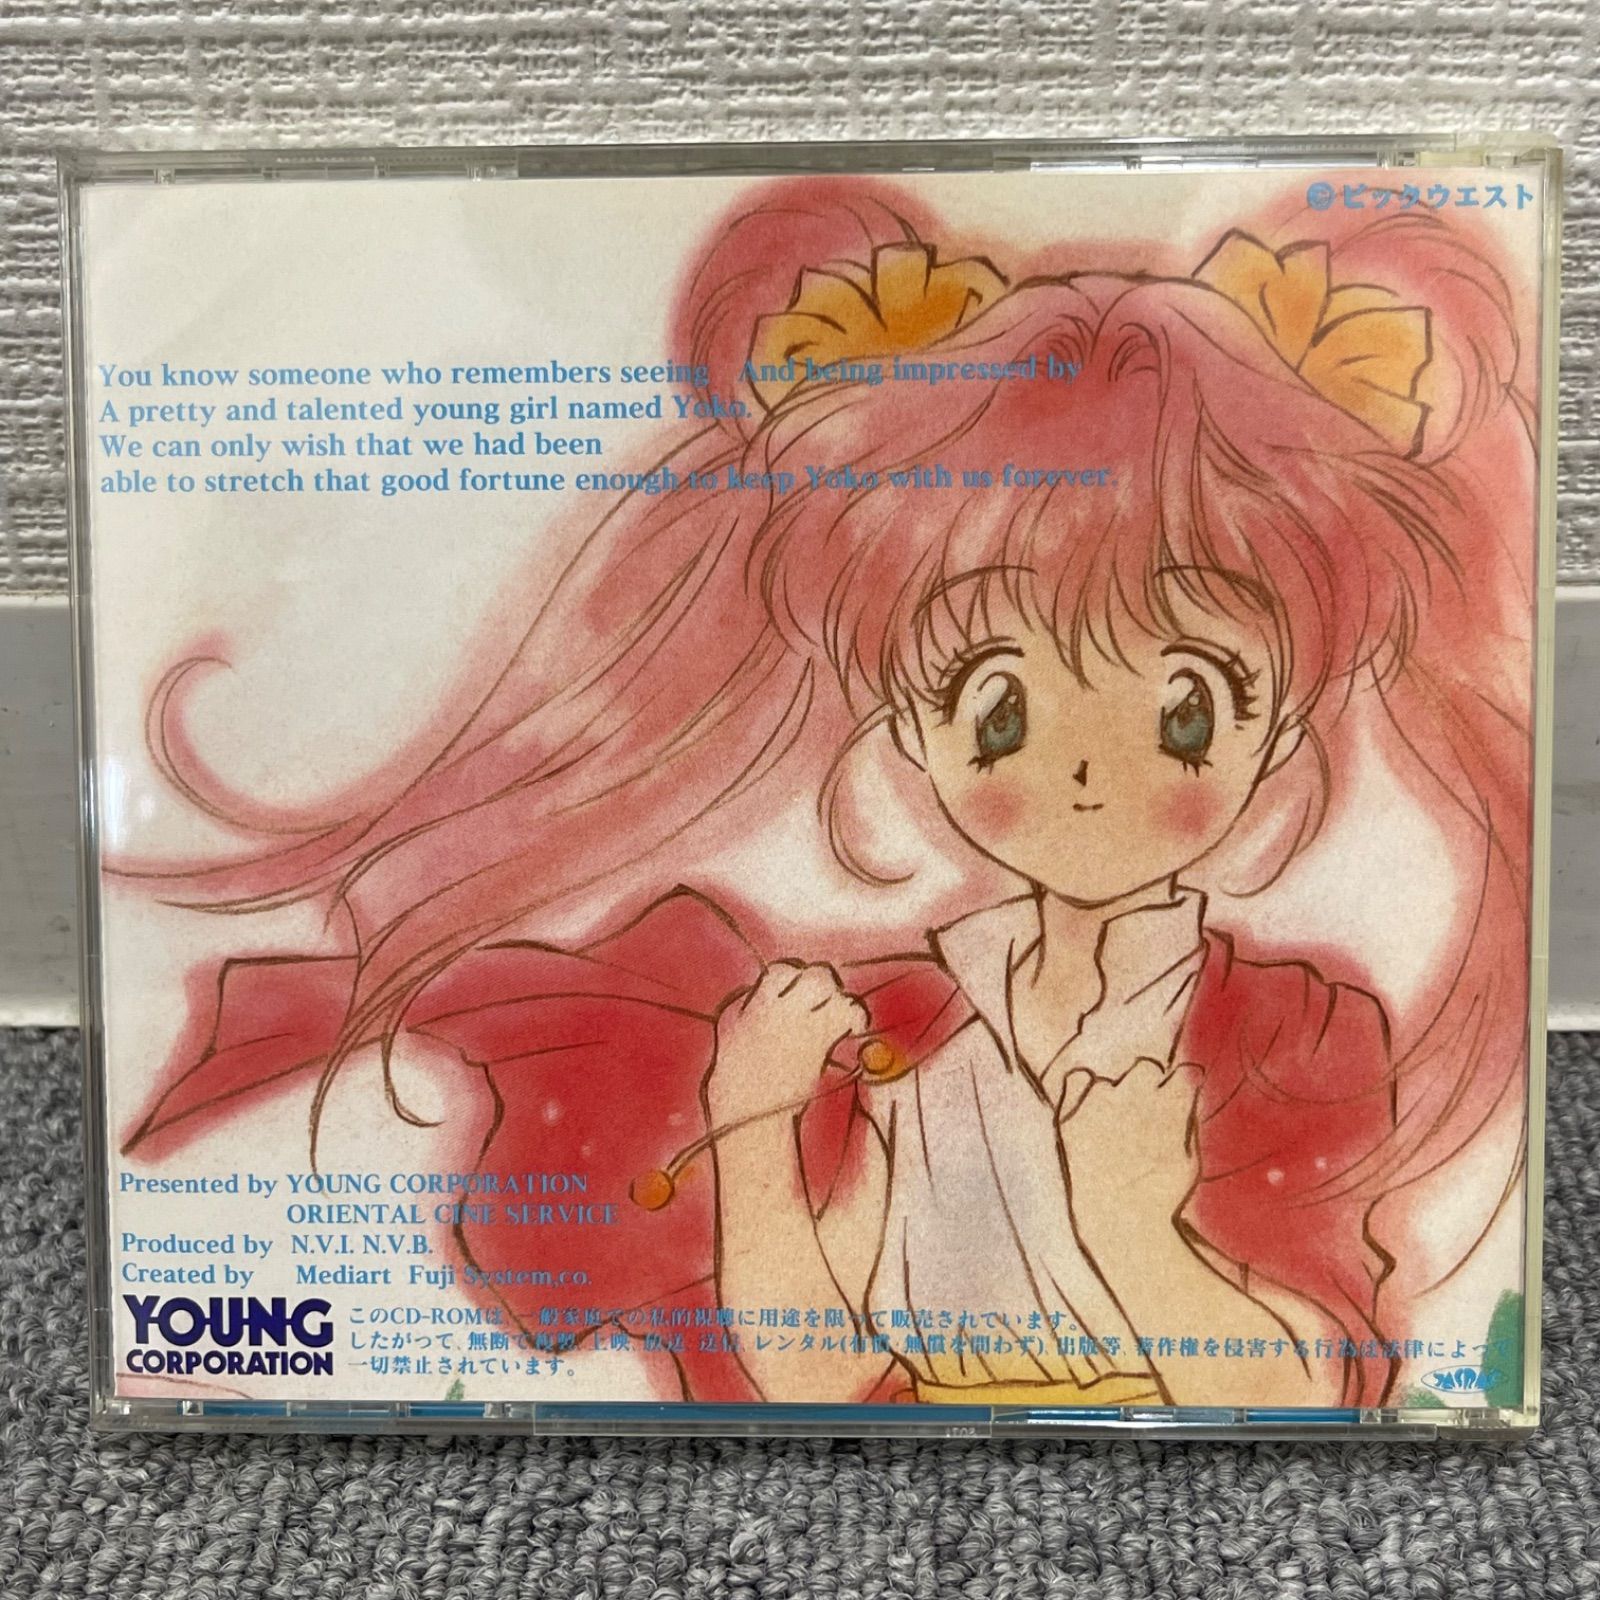 ©ビックウエスト
You know someone who remembers seeing And being impressed by
A pretty and talented young girl named Yoko.
We can only wish that we had been
able to stretch that good fortune enough to keep Yoko with us forever.
Presented by YOUNG CORPORATION
ORIENTAL CINE SERVICE
Produced by N.V.I. N.V.B.
Created by Mediart Fuji System,co.
YOUNG
CORPORATION
このCD-ROMは、一般家庭での私的視聴に用途を限って販売されています。
したがって、無断で複製、上映、放送、送信、レンタル(有償・無償を問わず)、出版等、著作権を侵害する行為は法律によって
一切禁止されています。
JASRAC